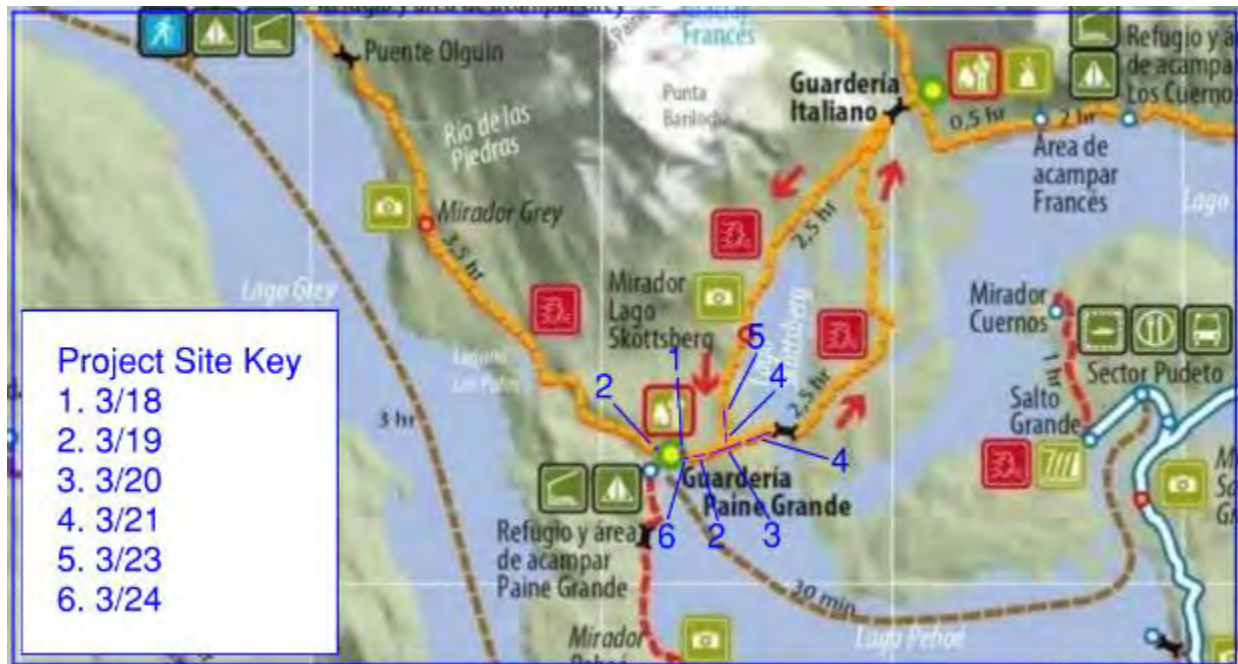 Puente Olguin
Francés
Punta
Bariloche
Guardería
Italiano
Refugio y á
de acampar
Los Cuernos
0,5 hr
2 hr
Área de
acampar
Francés
Río de las
Piedras
Mirador Grey
3,5 hr
Lago Grey
2,5 hr
Mirador
Lago
Skottsberg
Lago
Mirador
Cuernos
1 hr
Sector Pudeto
Salto
Grande
2,5 hr
3 hr
1
2
5
4
4
3
2
6
Guardería
Paine Grande
Refugio y área
de acampar
Paine Grande
30 min
Lago Pehoé
Mirador
Project Site Key
1. 3/18
2. 3/19
3. 3/20
4. 3/21
5. 3/23
6. 3/24